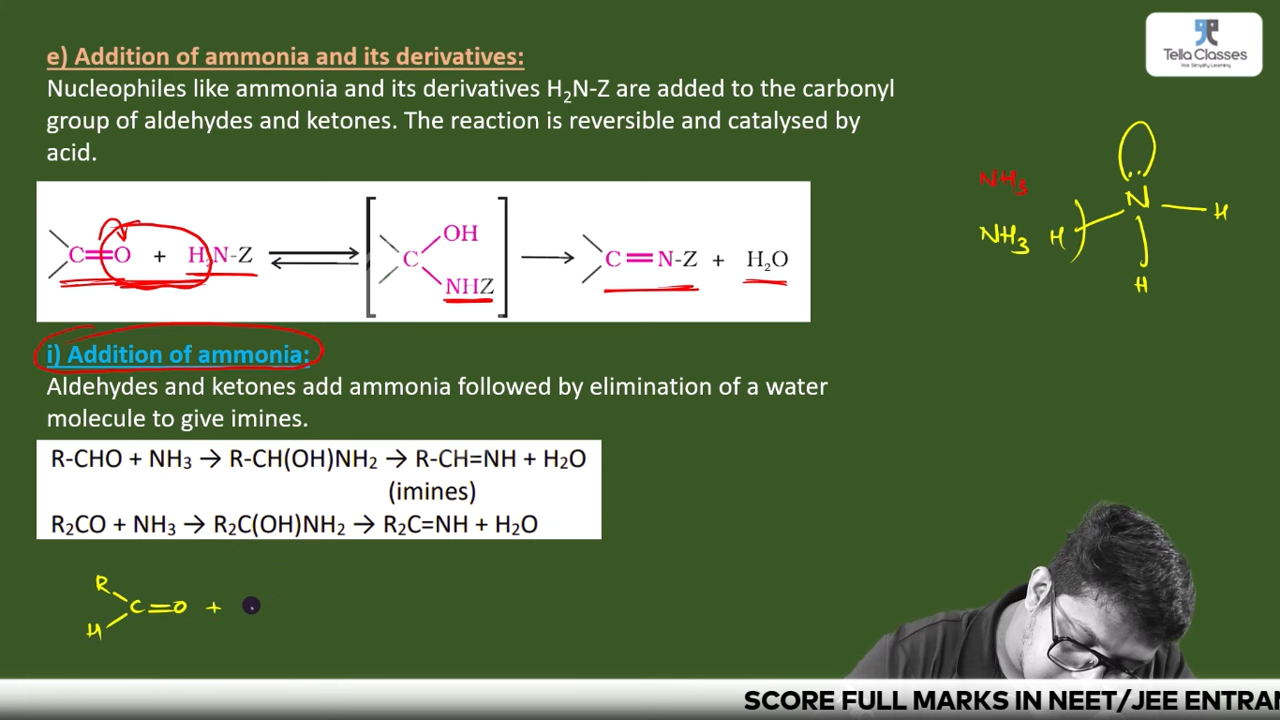 e) Addition of ammonia and its derivatives:
Nucleophiles like ammonia and its derivatives H₂N-Z are added to the carbonyl
group of aldehydes and ketones. The reaction is reversible and catalysed by
acid.
C=O + H₂N-Z ⇌ [C OH NHZ] → C=N-Z + H₂O
i) Addition of ammonia:
Aldehydes and ketones add ammonia followed by elimination of a water
molecule to give imines.
R-CHO + NH₃ → R-CH(OH)NH₂ → R-CH=NH + H₂O
(imines)
R₂CO + NH₃ → R₂C(OH)NH₂ → R₂C=NH + H₂O
R
C=O +
H
Tella Classes
We Simplify Learning
NH₃
NH₃ H N H
H
SCORE FULL MARKS IN NEET/JEE ENTRAN